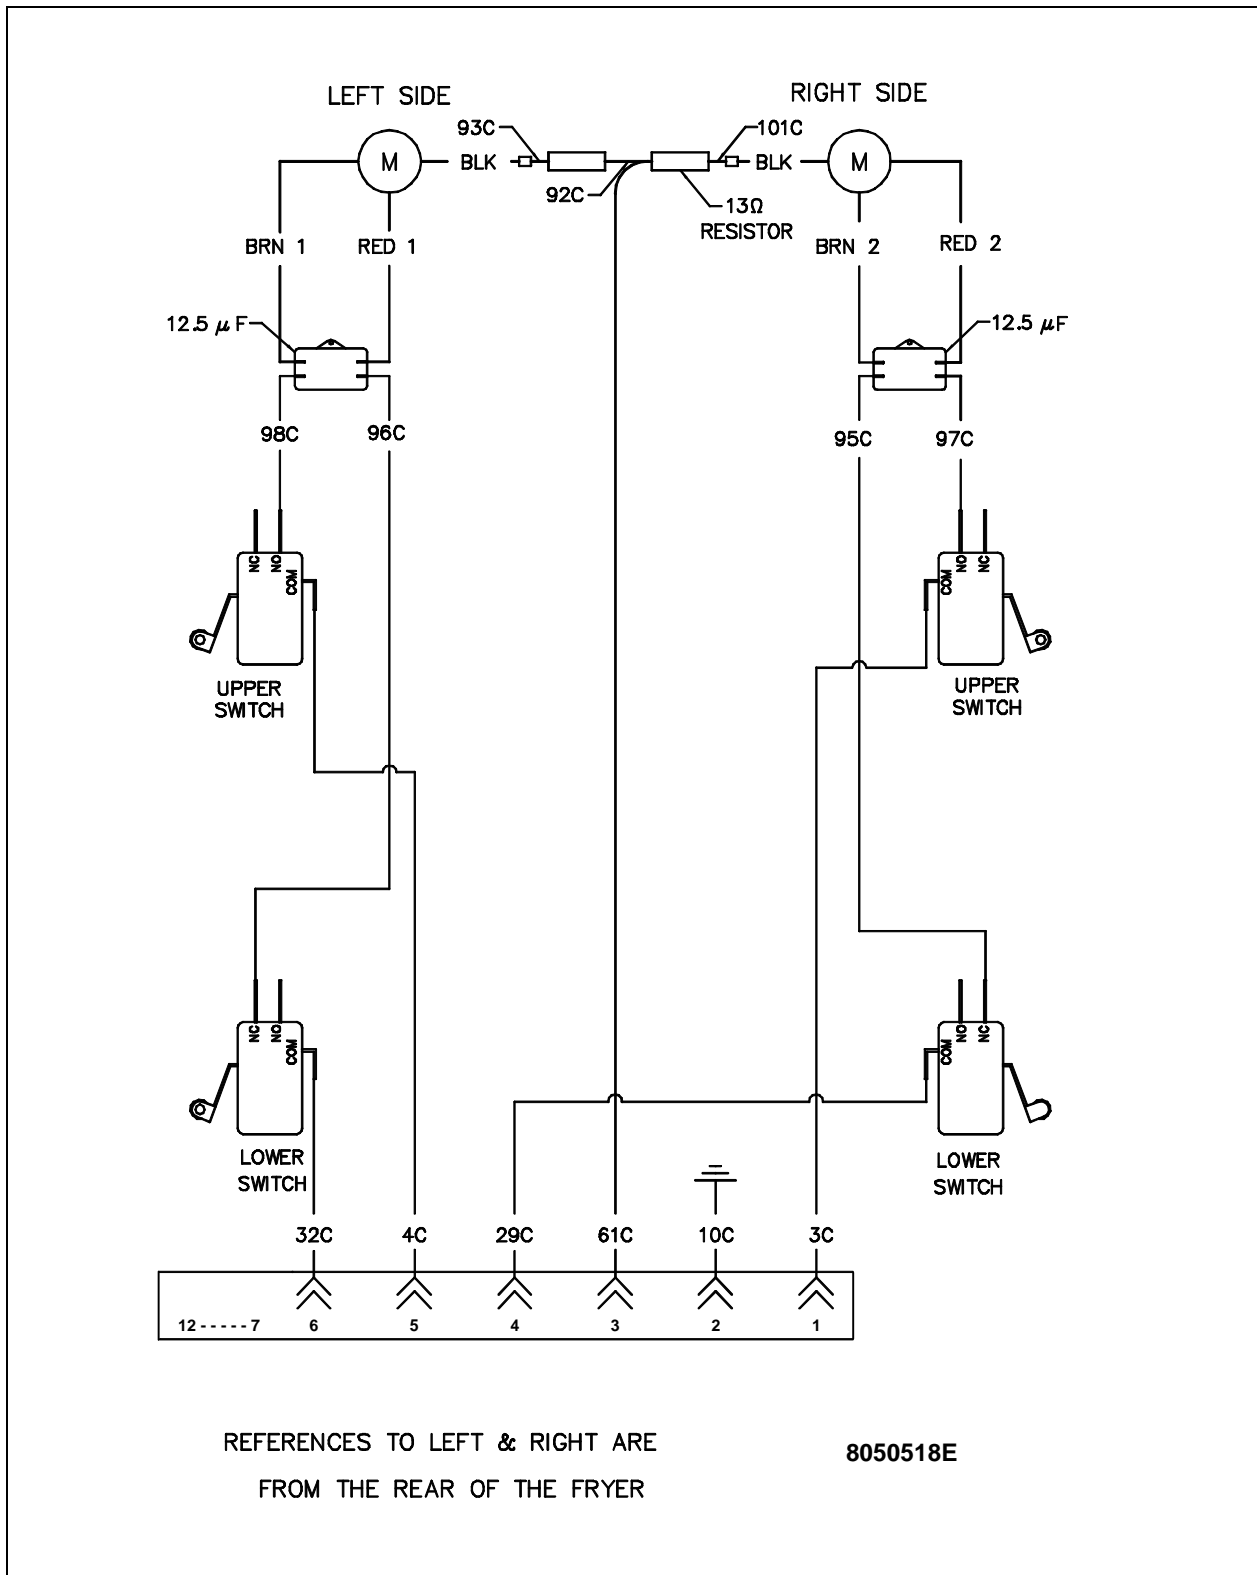 LEFT SIDE
RIGHT SIDE
93C
101C
M
BLK
BLK
M
92C
13Ω
RESISTOR
BRN 1
RED 1
BRN 2
RED 2
12.5 µF
12.5 µF
98C
96C
95C
97C
NC
NO
COM
COM
NO
NC
UPPER
SWITCH
UPPER
SWITCH
NC
NO
COM
COM
NO
NC
LOWER
SWITCH
LOWER
SWITCH
32C
4C
29C
61C
10C
3C
12-----7
6
5
4
3
2
1
REFERENCES TO LEFT & RIGHT ARE
FROM THE REAR OF THE FRYER
8050518E